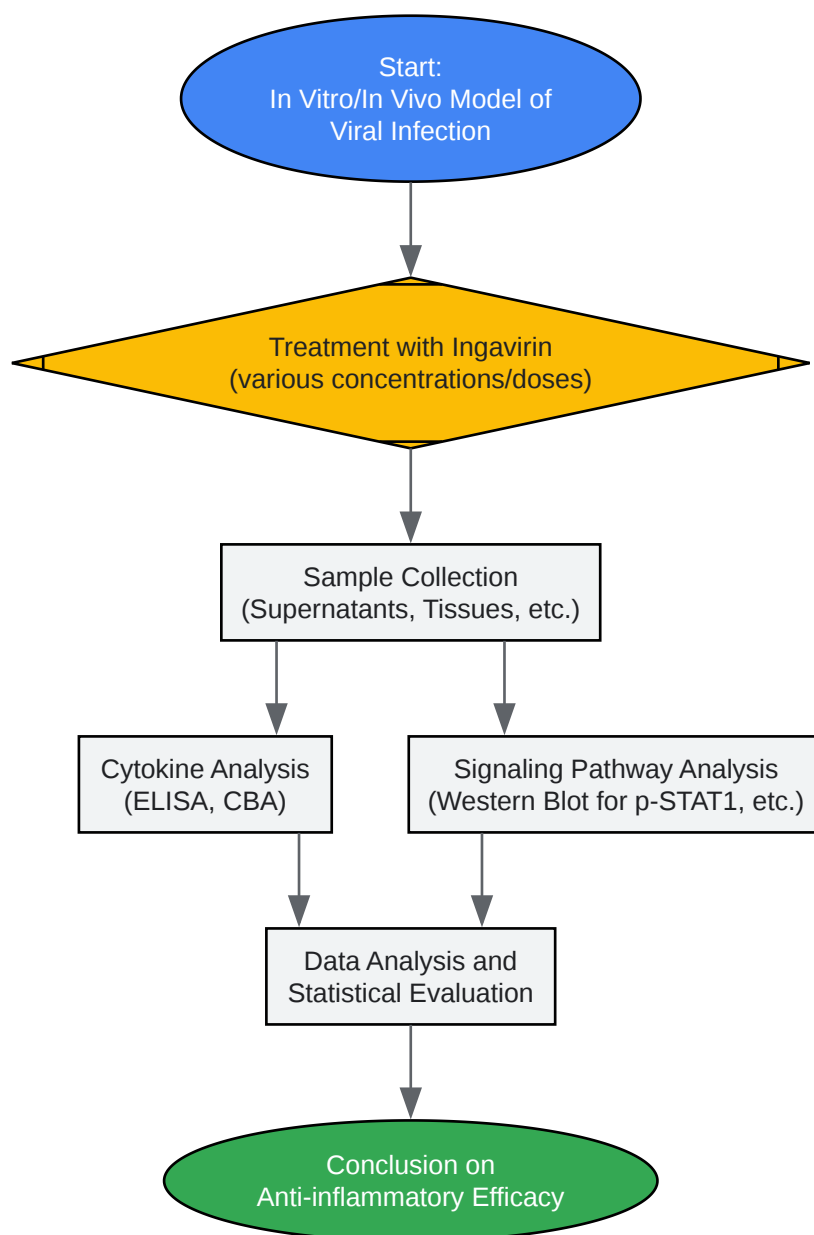 Start:
In Vitro/In Vivo Model of
Viral Infection
Treatment with Ingavirin
(various concentrations/doses)
Sample Collection
(Supernatants, Tissues, etc.)
Cytokine Analysis
(ELISA, CBA)
Signaling Pathway Analysis
(Western Blot for p-STAT1, etc.)
Data Analysis and
Statistical Evaluation
Conclusion on
Anti-inflammatory Efficacy